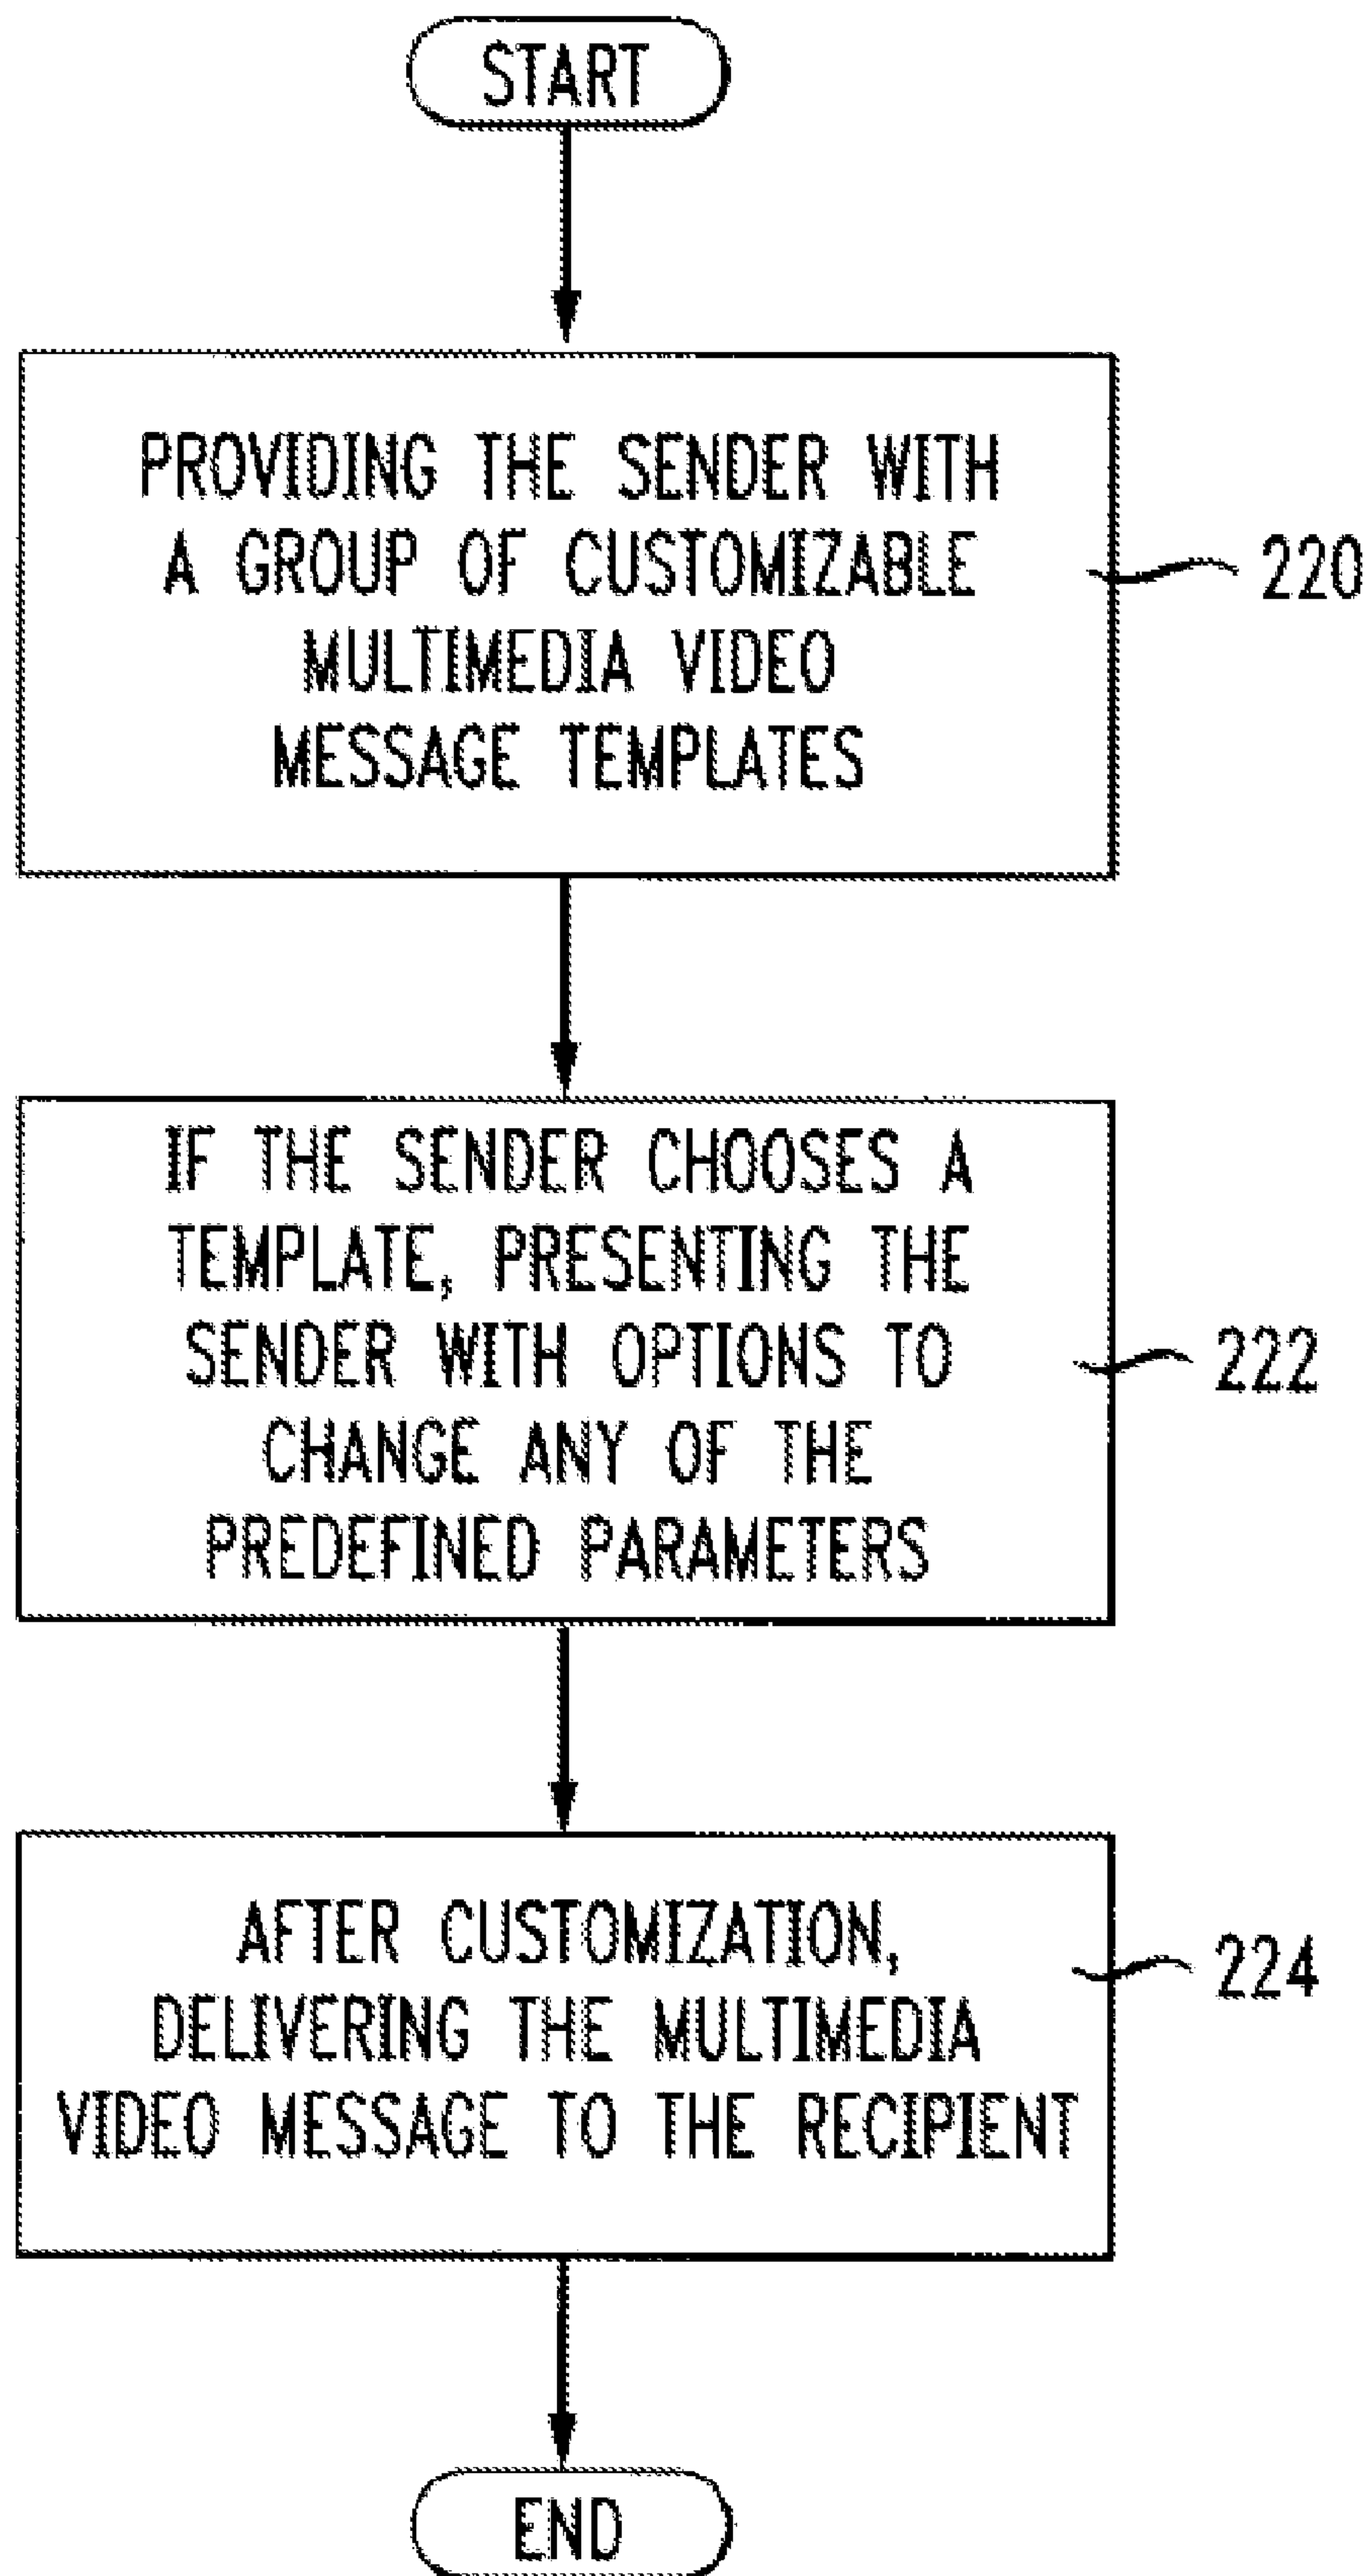 START
PROVIDING THE SENDER WITH
A GROUP OF CUSTOMIZABLE
MULTIMEDIA VIDEO
MESSAGE TEMPLATES
220
IF THE SENDER CHOOSES A
TEMPLATE, PRESENTING THE
SENDER WITH OPTIONS TO
CHANGE ANY OF THE
PREDEFINED PARAMETERS
222
AFTER CUSTOMIZATION,
DELIVERING THE MULTIMEDIA
VIDEO MESSAGE TO THE RECIPIENT
224
END